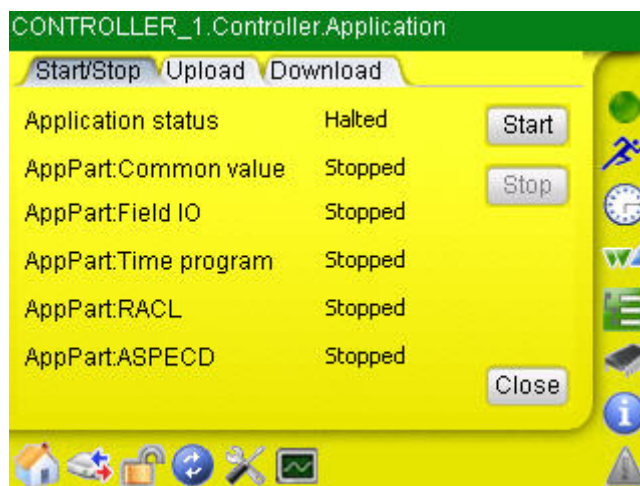 CONTROLLER_1.Controller.Application
Start/Stop Upload Download
Application status Halted Start
AppPart:Common value Stopped
Stop
AppPart:Field IO Stopped
AppPart:Time program Stopped
AppPart:RACL Stopped
AppPart:ASPECD Stopped
Close